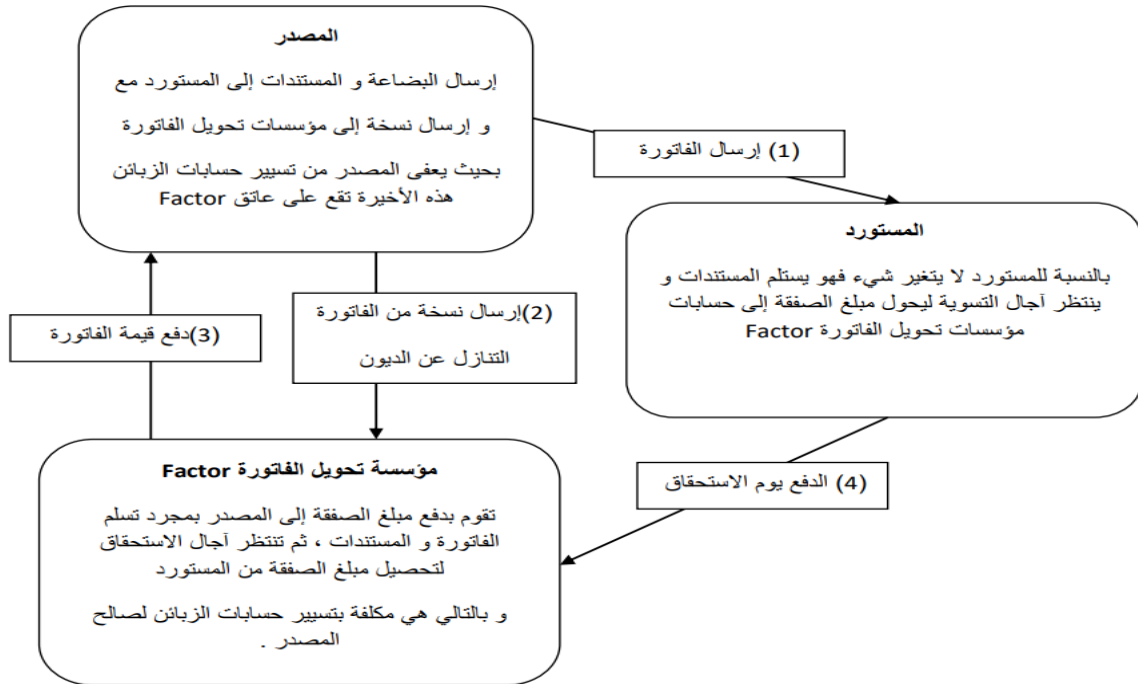 المصدر
إرسال البضاعة و المستندات إلى المستورد مع
و إرسال نسخة إلى مؤسسات تحويل الفاتورة
بحيث يعفى المصدر من تسيير حسابات الزبائن
هذه الأخيرة تقع على عاتق Factor
(1) إرسال الفاتورة
المستورد
بالنسبة للمستورد لا يتغير شيء فهو يستلم المستندات و
ينتظر آجال التسوية ليحول مبلغ الصفقة إلى حسابات
مؤسسات تحويل الفاتورة Factor
(2)إرسال نسخة من الفاتورة
التنازل عن الديون
(3)دفع قيمة الفاتورة
(4) الدفع يوم الاستحقاق
مؤسسة تحويل الفاتورة Factor
تقوم بدفع مبلغ الصفقة إلى المصدر بمجرد تسلم
الفاتورة و المستندات ، ثم تنتظر آجال الاستحقاق
لتحصيل مبلغ الصفقة من المستورد
و بالتالي هي مكلفة بتسيير حسابات الزبائن لصالح
المصدر .